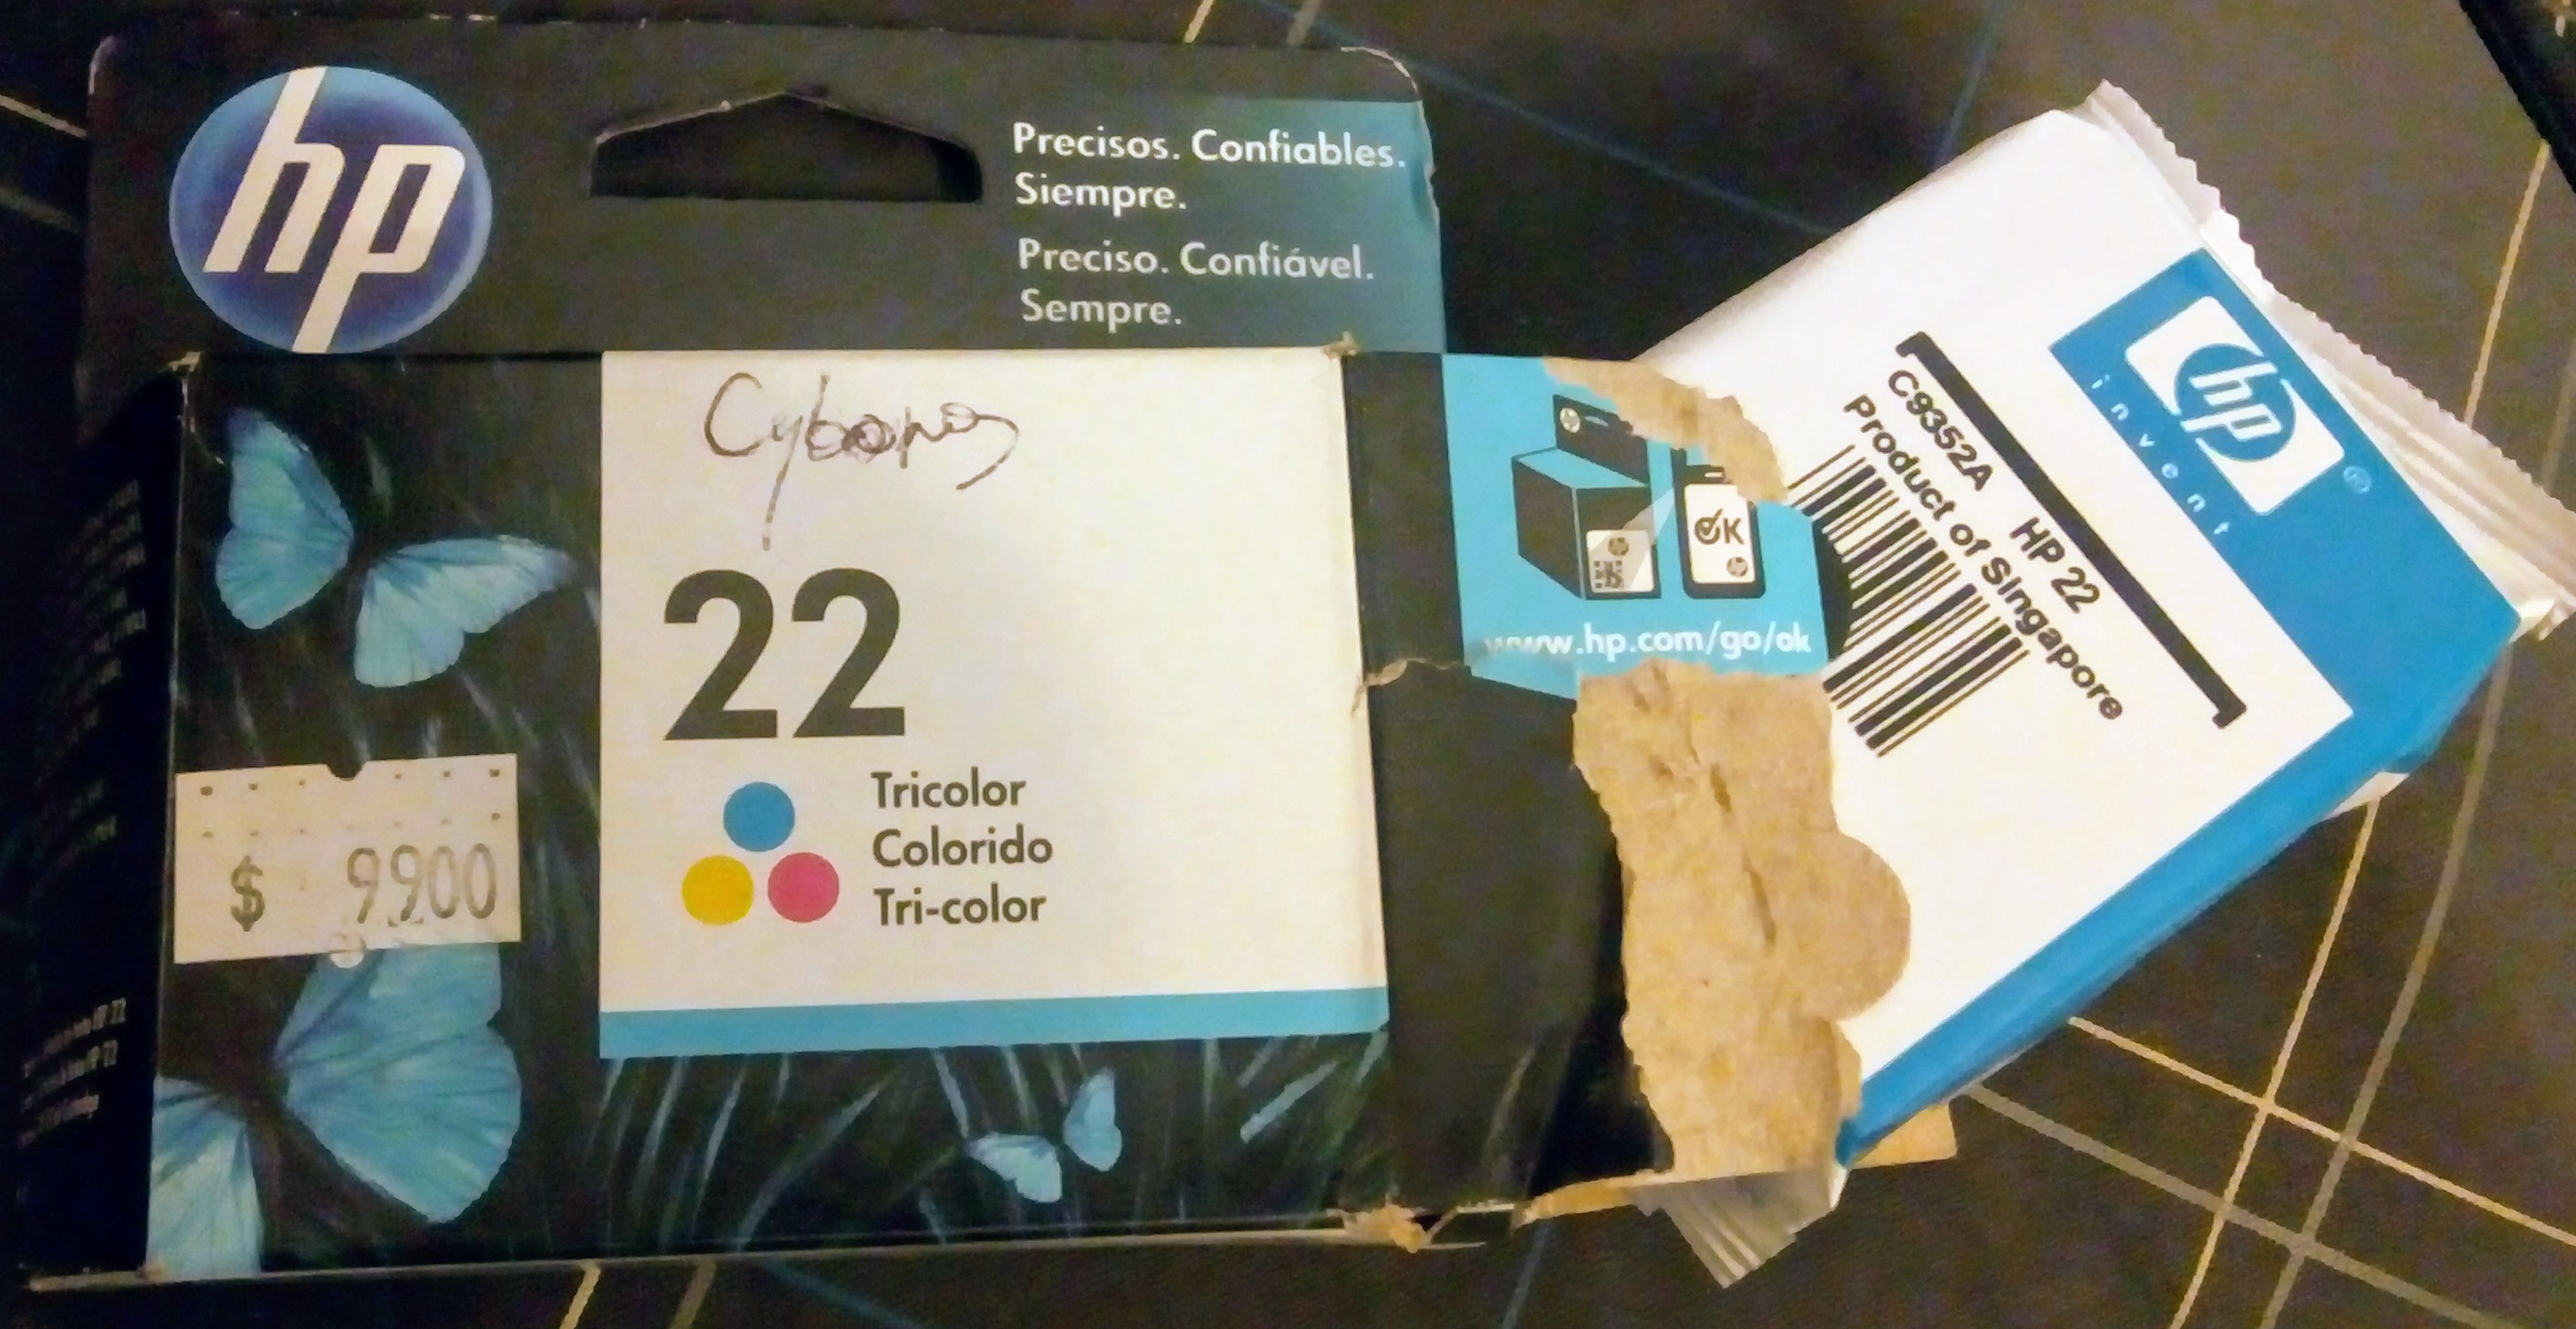 hp
Precisos. Confiables.
Siempre.
Preciso. Confiável.
Sempre.
22
Tricolor
Colorido
Tri-color
$ 9900
OK
www.hp.com/go/ok
hp
invent
C9352A HP 22
Product of Singapore